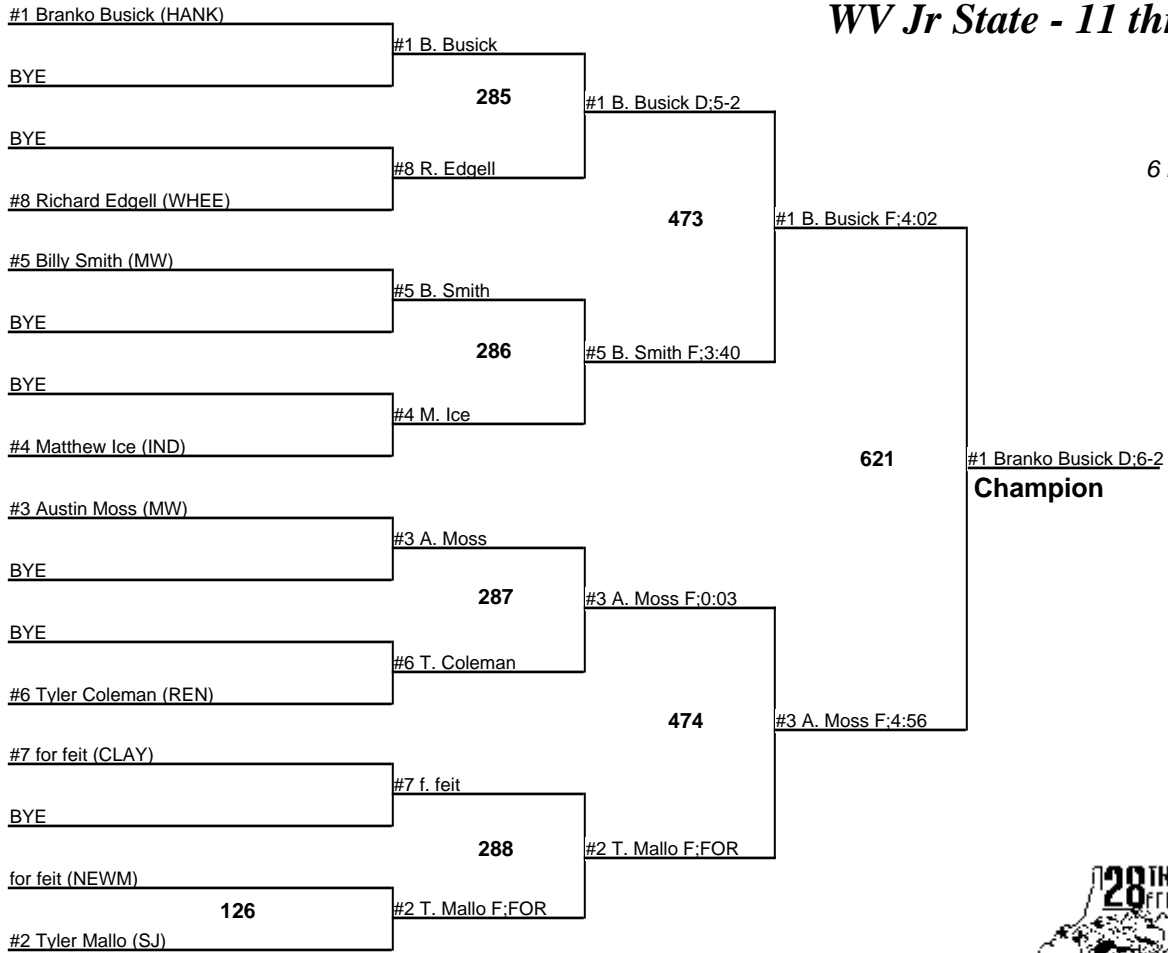 #1 Branko Busick (HANK)
WV Jr State - 11 thr
#1 B. Busick
BYE
285
#1 B. Busick D;5-2
BYE
#8 R. Edgell
6
#8 Richard Edgell (WHEE)
473
#1 B. Busick F;4:02
#5 Billy Smith (MW)
#5 B. Smith
BYE
286
#5 B. Smith F;3:40
BYE
#4 M. Ice
#4 Matthew Ice (IND)
621
#1 Branko Busick D;6-2
Champion
#3 Austin Moss (MW)
#3 A. Moss
BYE
287
#3 A. Moss F;0:03
BYE
#6 T. Coleman
#6 Tyler Coleman (REN)
474
#3 A. Moss F;4:56
#7 for feit (CLAY)
#7 f. feit
BYE
288
#2 T. Mallo F;FOR
for feit (NEWM)
126
#2 T. Mallo F;FOR
#2 Tyler Mallo (SJ)
28TH